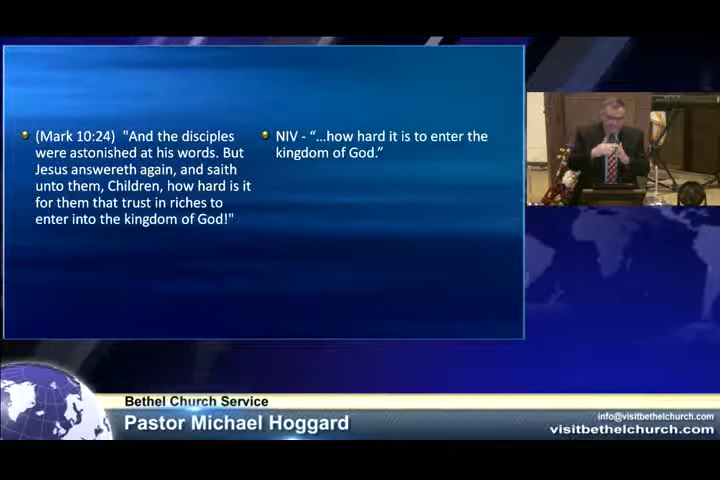 (Mark 10:24)  "And the disciples
were astonished at his words. But
Jesus answereth again, and saith
unto them, Children, how hard is it
for them that trust in riches to
enter into the kingdom of God!"
NIV - “...how hard it is to enter the
kingdom of God.”
Bethel Church Service
Pastor Michael Hoggard
info@visitbethelchurch.com
visitbethelchurch.com